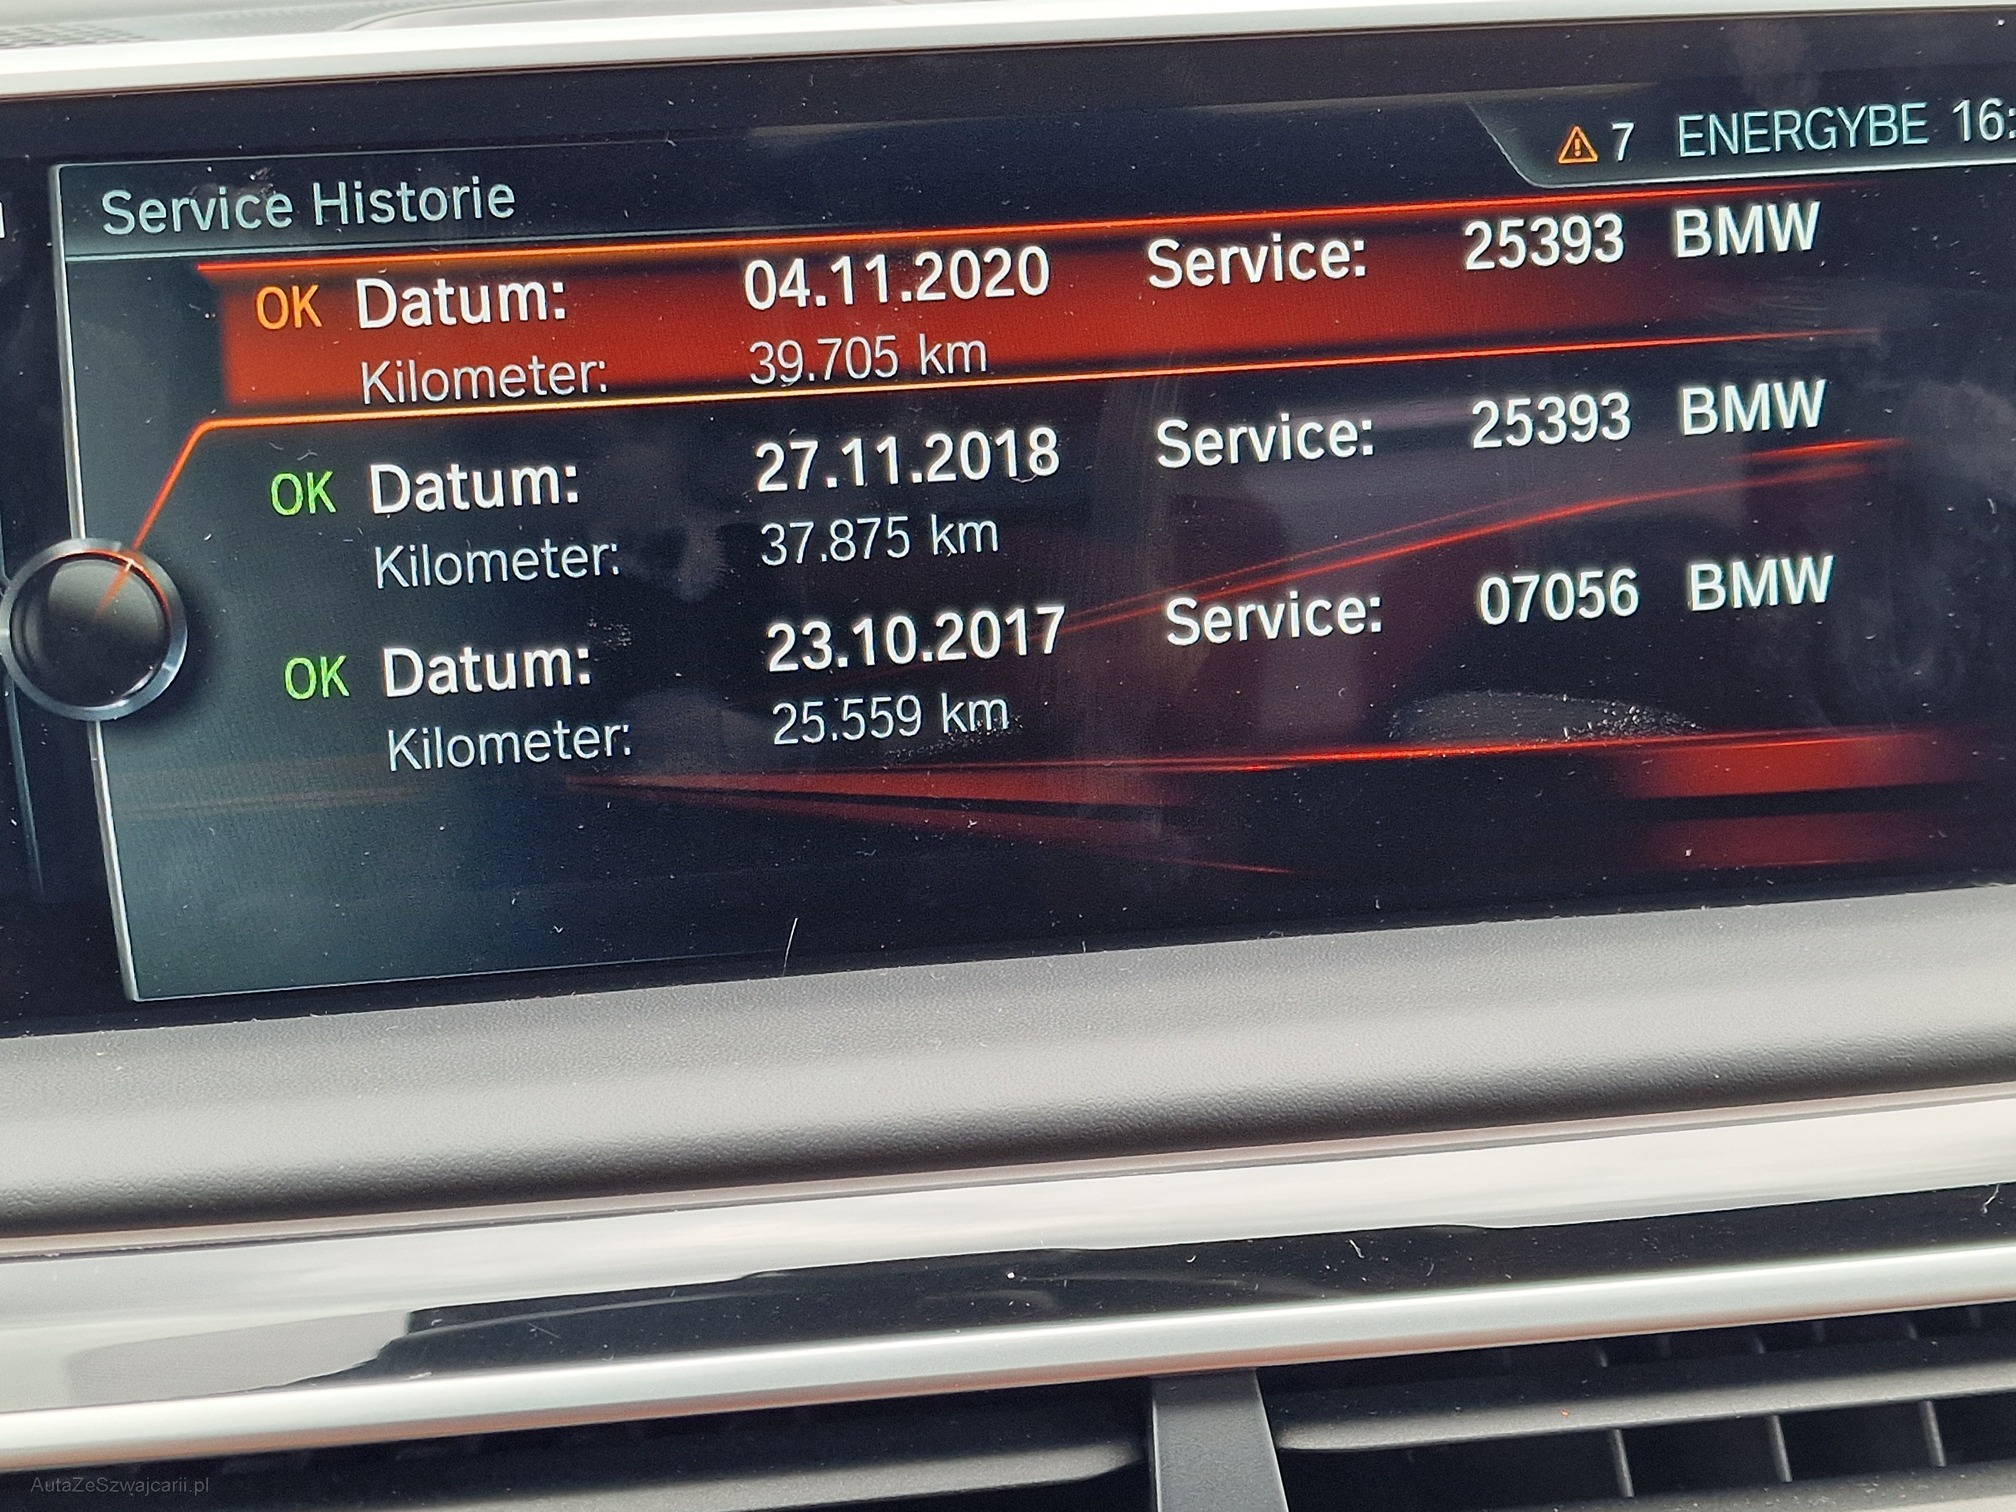 7 ENERGYBE 16:
Service Historie
OK Datum: 04.11.2020 Service: 25393 BMW
Kilometer: 39.705 km
OK Datum: 27.11.2018 Service: 25393 BMW
Kilometer: 37.875 km
OK Datum: 23.10.2017 Service: 07056 BMW
Kilometer: 25.559 km
AutaZeSzwajcarii.pl